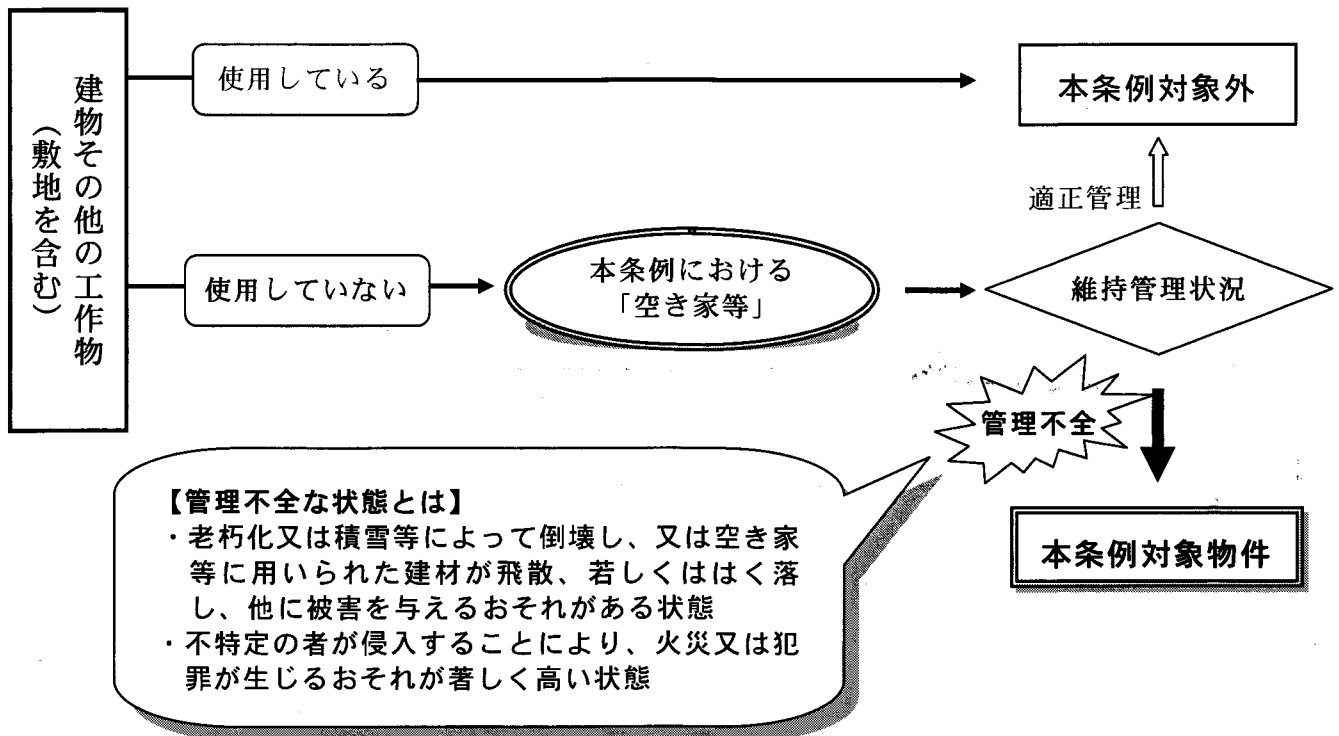 建物その他の工作物
（敷地を含む）
使用している
本条例対象外
適正管理
使用していない
本条例における
「空き家等」
維持管理状況
管理不全
本条例対象物件
【管理不全な状態とは】
・老朽化又は積雪等によって倒壊し、又は空き家
等に用いられた建材が飛散、若しくははく落
し、他に被害を与えるおそれがある状態
・不特定の者が侵入することにより、火災又は犯
罪が生じるおそれが著しく高い状態